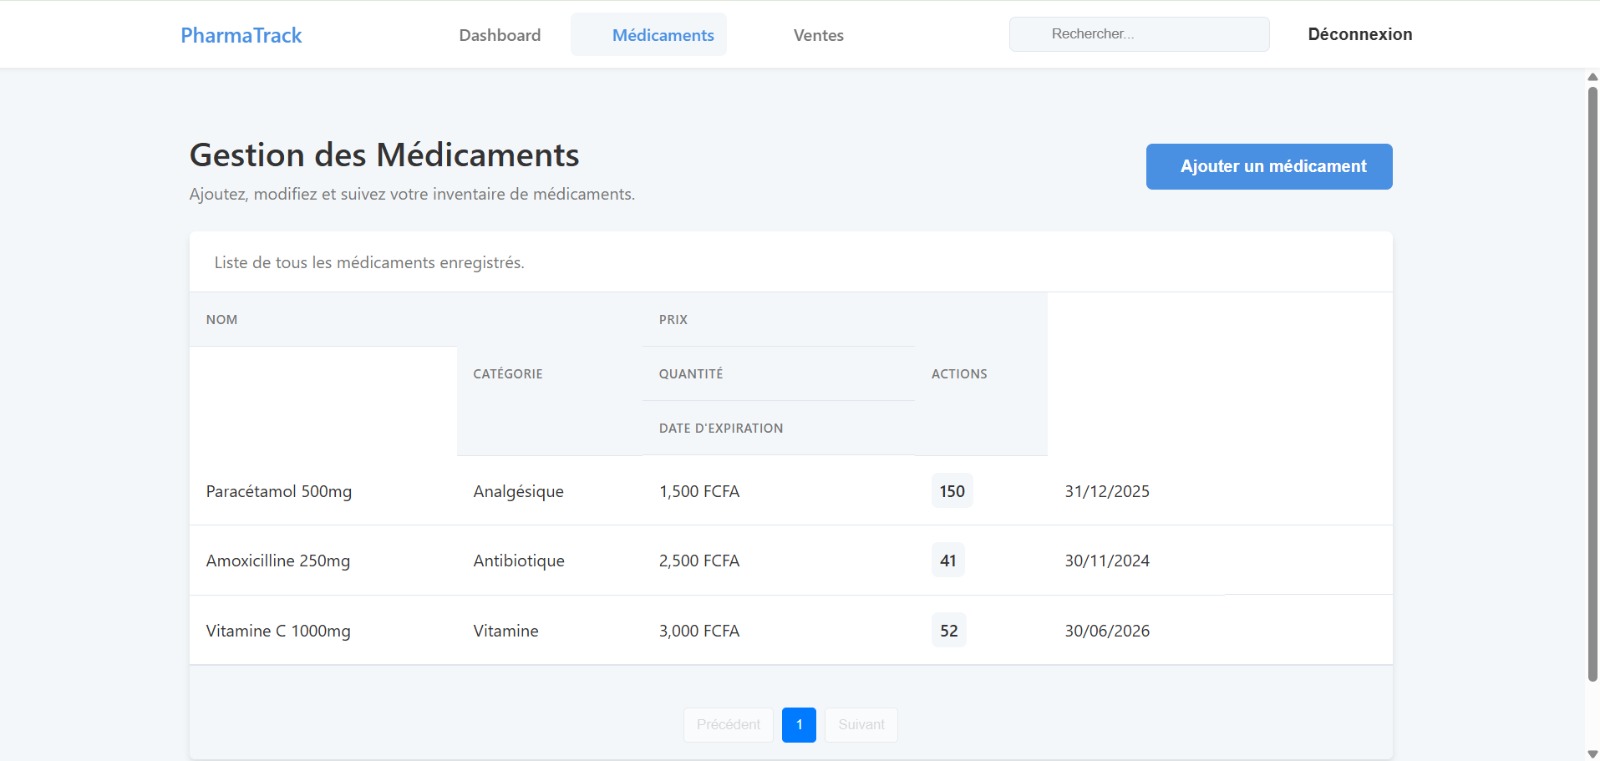 PharmaTrack Dashboard Médicaments Ventes Rechercher... Déconnexion
Gestion des Médicaments
Ajouter un médicament
Ajoutez, modifiez et suivez votre inventaire de médicaments.
Liste de tous les médicaments enregistrés.
NOM PRIX
CATÉGORIE QUANTITÉ ACTIONS
DATE D'EXPIRATION
Paracétamol 500mg Analgésique 1,500 FCFA 150 31/12/2025
Amoxicilline 250mg Antibiotique 2,500 FCFA 41 30/11/2024
Vitamine C 1000mg Vitamine 3,000 FCFA 52 30/06/2026
Précédent 1 Suivant